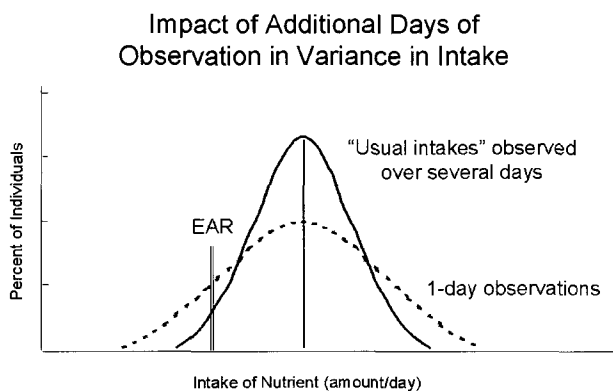 Impact of Additional Days of
Observation in Variance in Intake
Percent of Individuals
"Usual intakes" observed
over several days
EAR
1-day observations
Intake of Nutrient (amount/day)